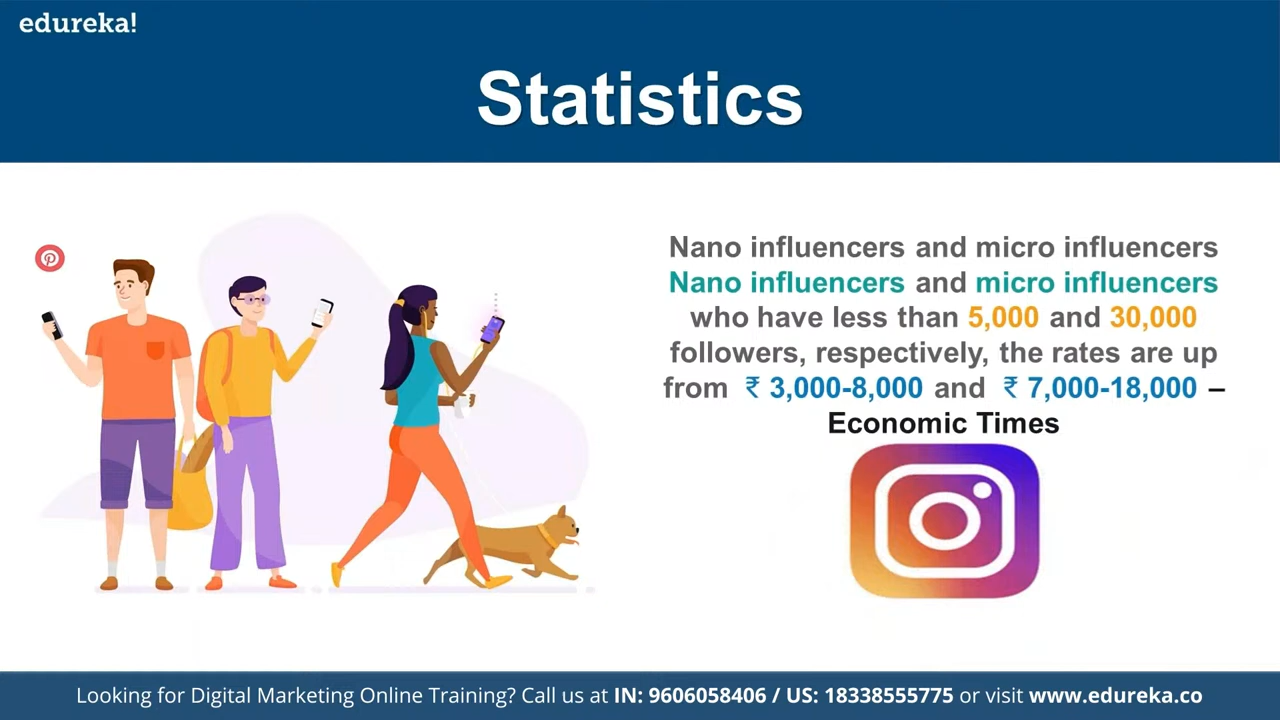 edureka!
Statistics
Nano influencers and micro influencers
Nano influencers and micro influencers
who have less than 5,000 and 30,000
followers, respectively, the rates are up
from ₹ 3,000-8,000 and ₹ 7,000-18,000 –
Economic Times
Looking for Digital Marketing Online Training? Call us at IN: 9606058406 / US: 18338555775 or visit www.edureka.co